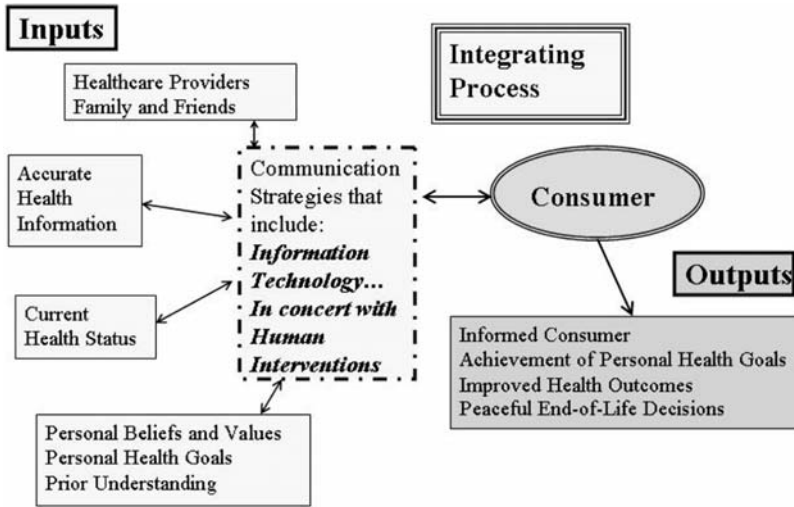 Inputs
Healthcare Providers
Family and Friends
Integrating
Process
Accurate
Health
Information
Communication
Strategies that
include:
Information
Technology...
In concert with
Human
Interventions
Consumer
Current
Health Status
Outputs
Informed Consumer
Achievement of Personal Health Goals
Improved Health Outcomes
Peaceful End-of-Life Decisions
Personal Beliefs and Values
Personal Health Goals
Prior Understanding